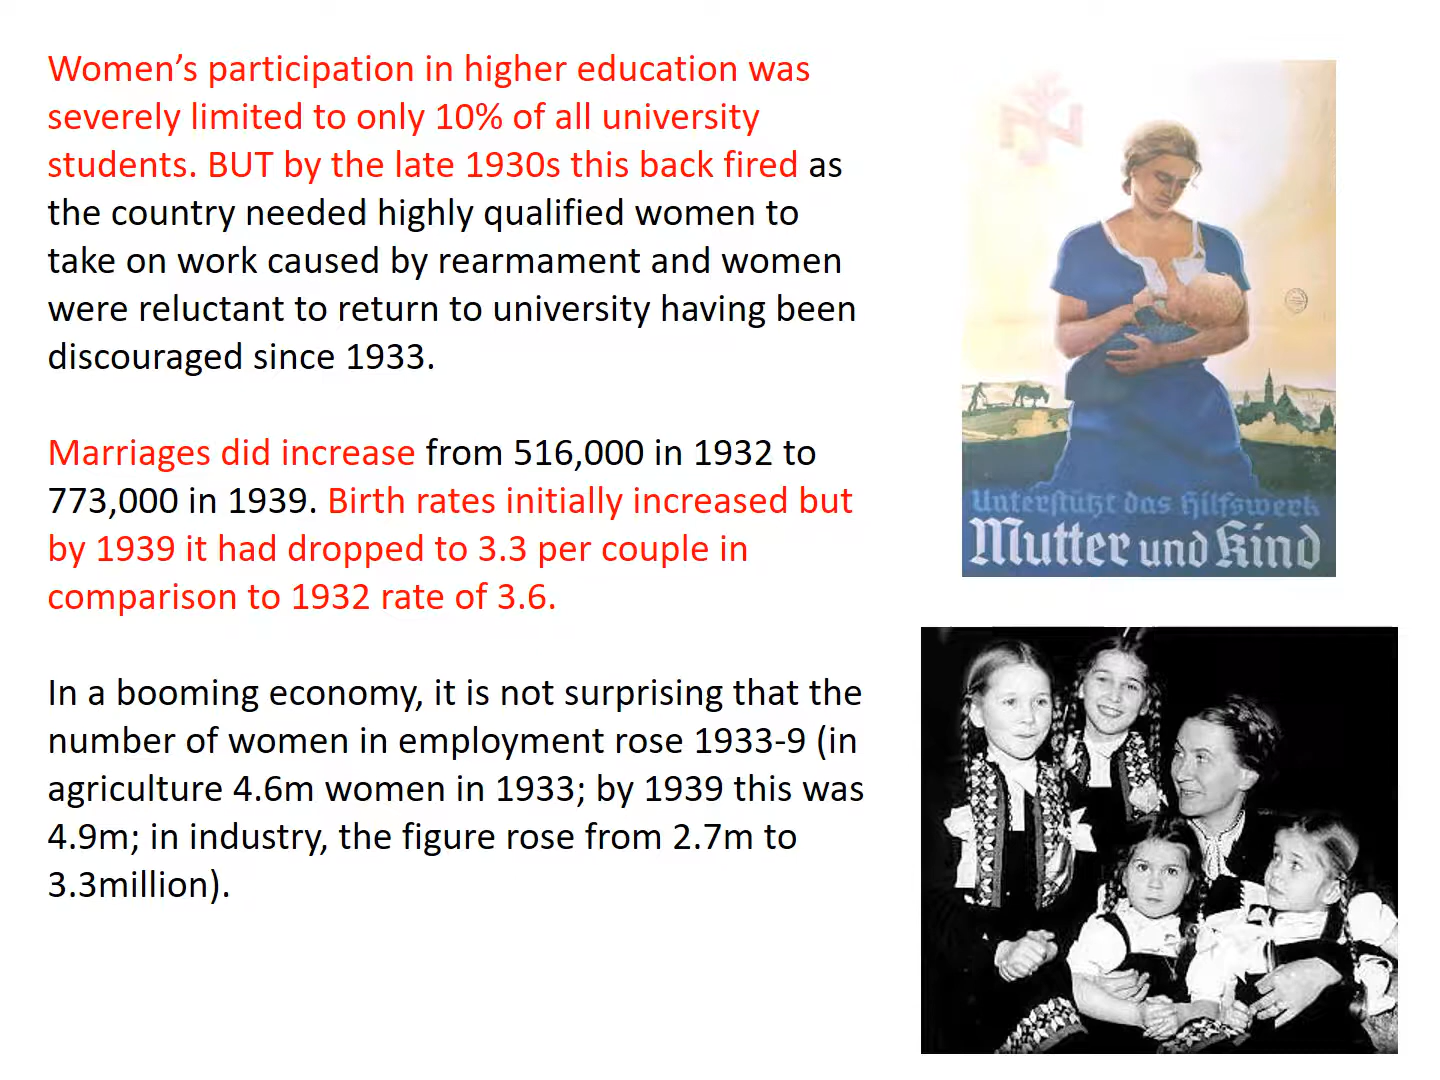 Women’s participation in higher education was
severely limited to only 10% of all university
students. BUT by the late 1930s this back fired as
the country needed highly qualified women to
take on work caused by rearmament and women
were reluctant to return to university having been
discouraged since 1933.
Marriages did increase from 516,000 in 1932 to
773,000 in 1939. Birth rates initially increased but
by 1939 it had dropped to 3.3 per couple in
comparison to 1932 rate of 3.6.
In a booming economy, it is not surprising that the
number of women in employment rose 1933-9 (in
agriculture 4.6m women in 1933; by 1939 this was
4.9m; in industry, the figure rose from 2.7m to
3.3million).
Unterſtützt das Hilfswerk
Mutter und Kind